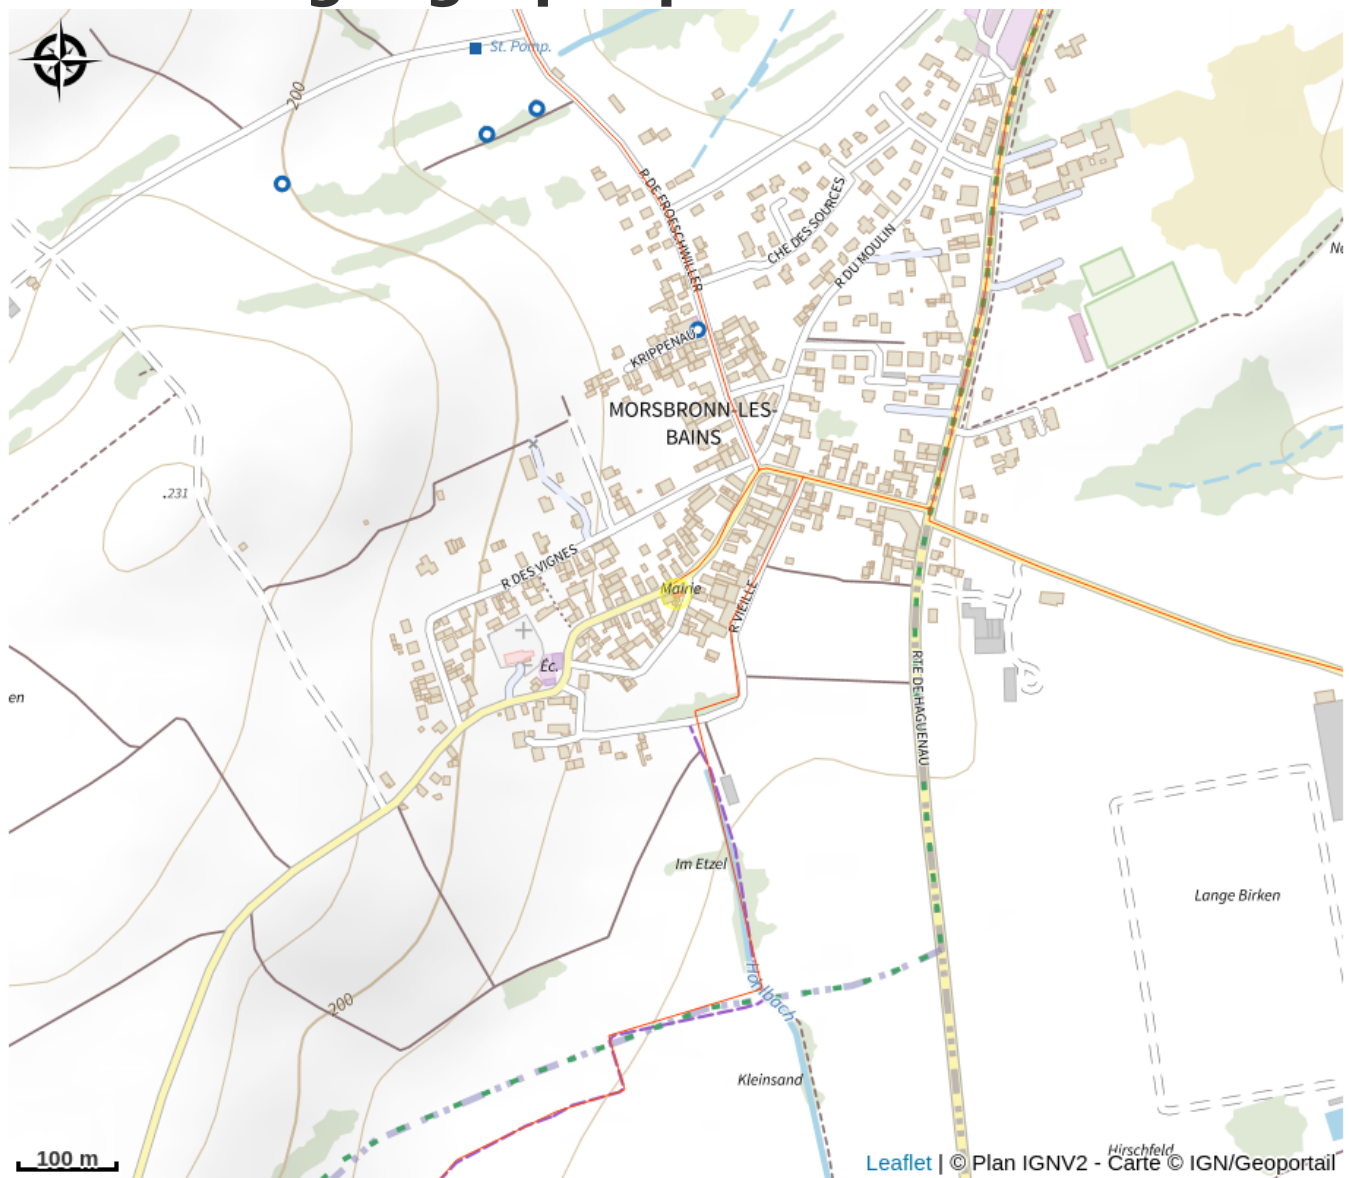 St. Pomp.
200
R DE FROESCHWILLER
CHE DES SOURCES
R DU MOULIN
KRIPPENAU
MORSBRONN-LES-
BAINS
.231
R DES VIGNES
Mairie
R VIEILLE
Éc.
RTE DE HAGUENAU
en
Im Etzel
Lange Birken
Hohlbach
200
Kleinsand
Hirschfeld
100 m
Leaflet | © Plan IGNV2 - Carte © IGN/Geoportail